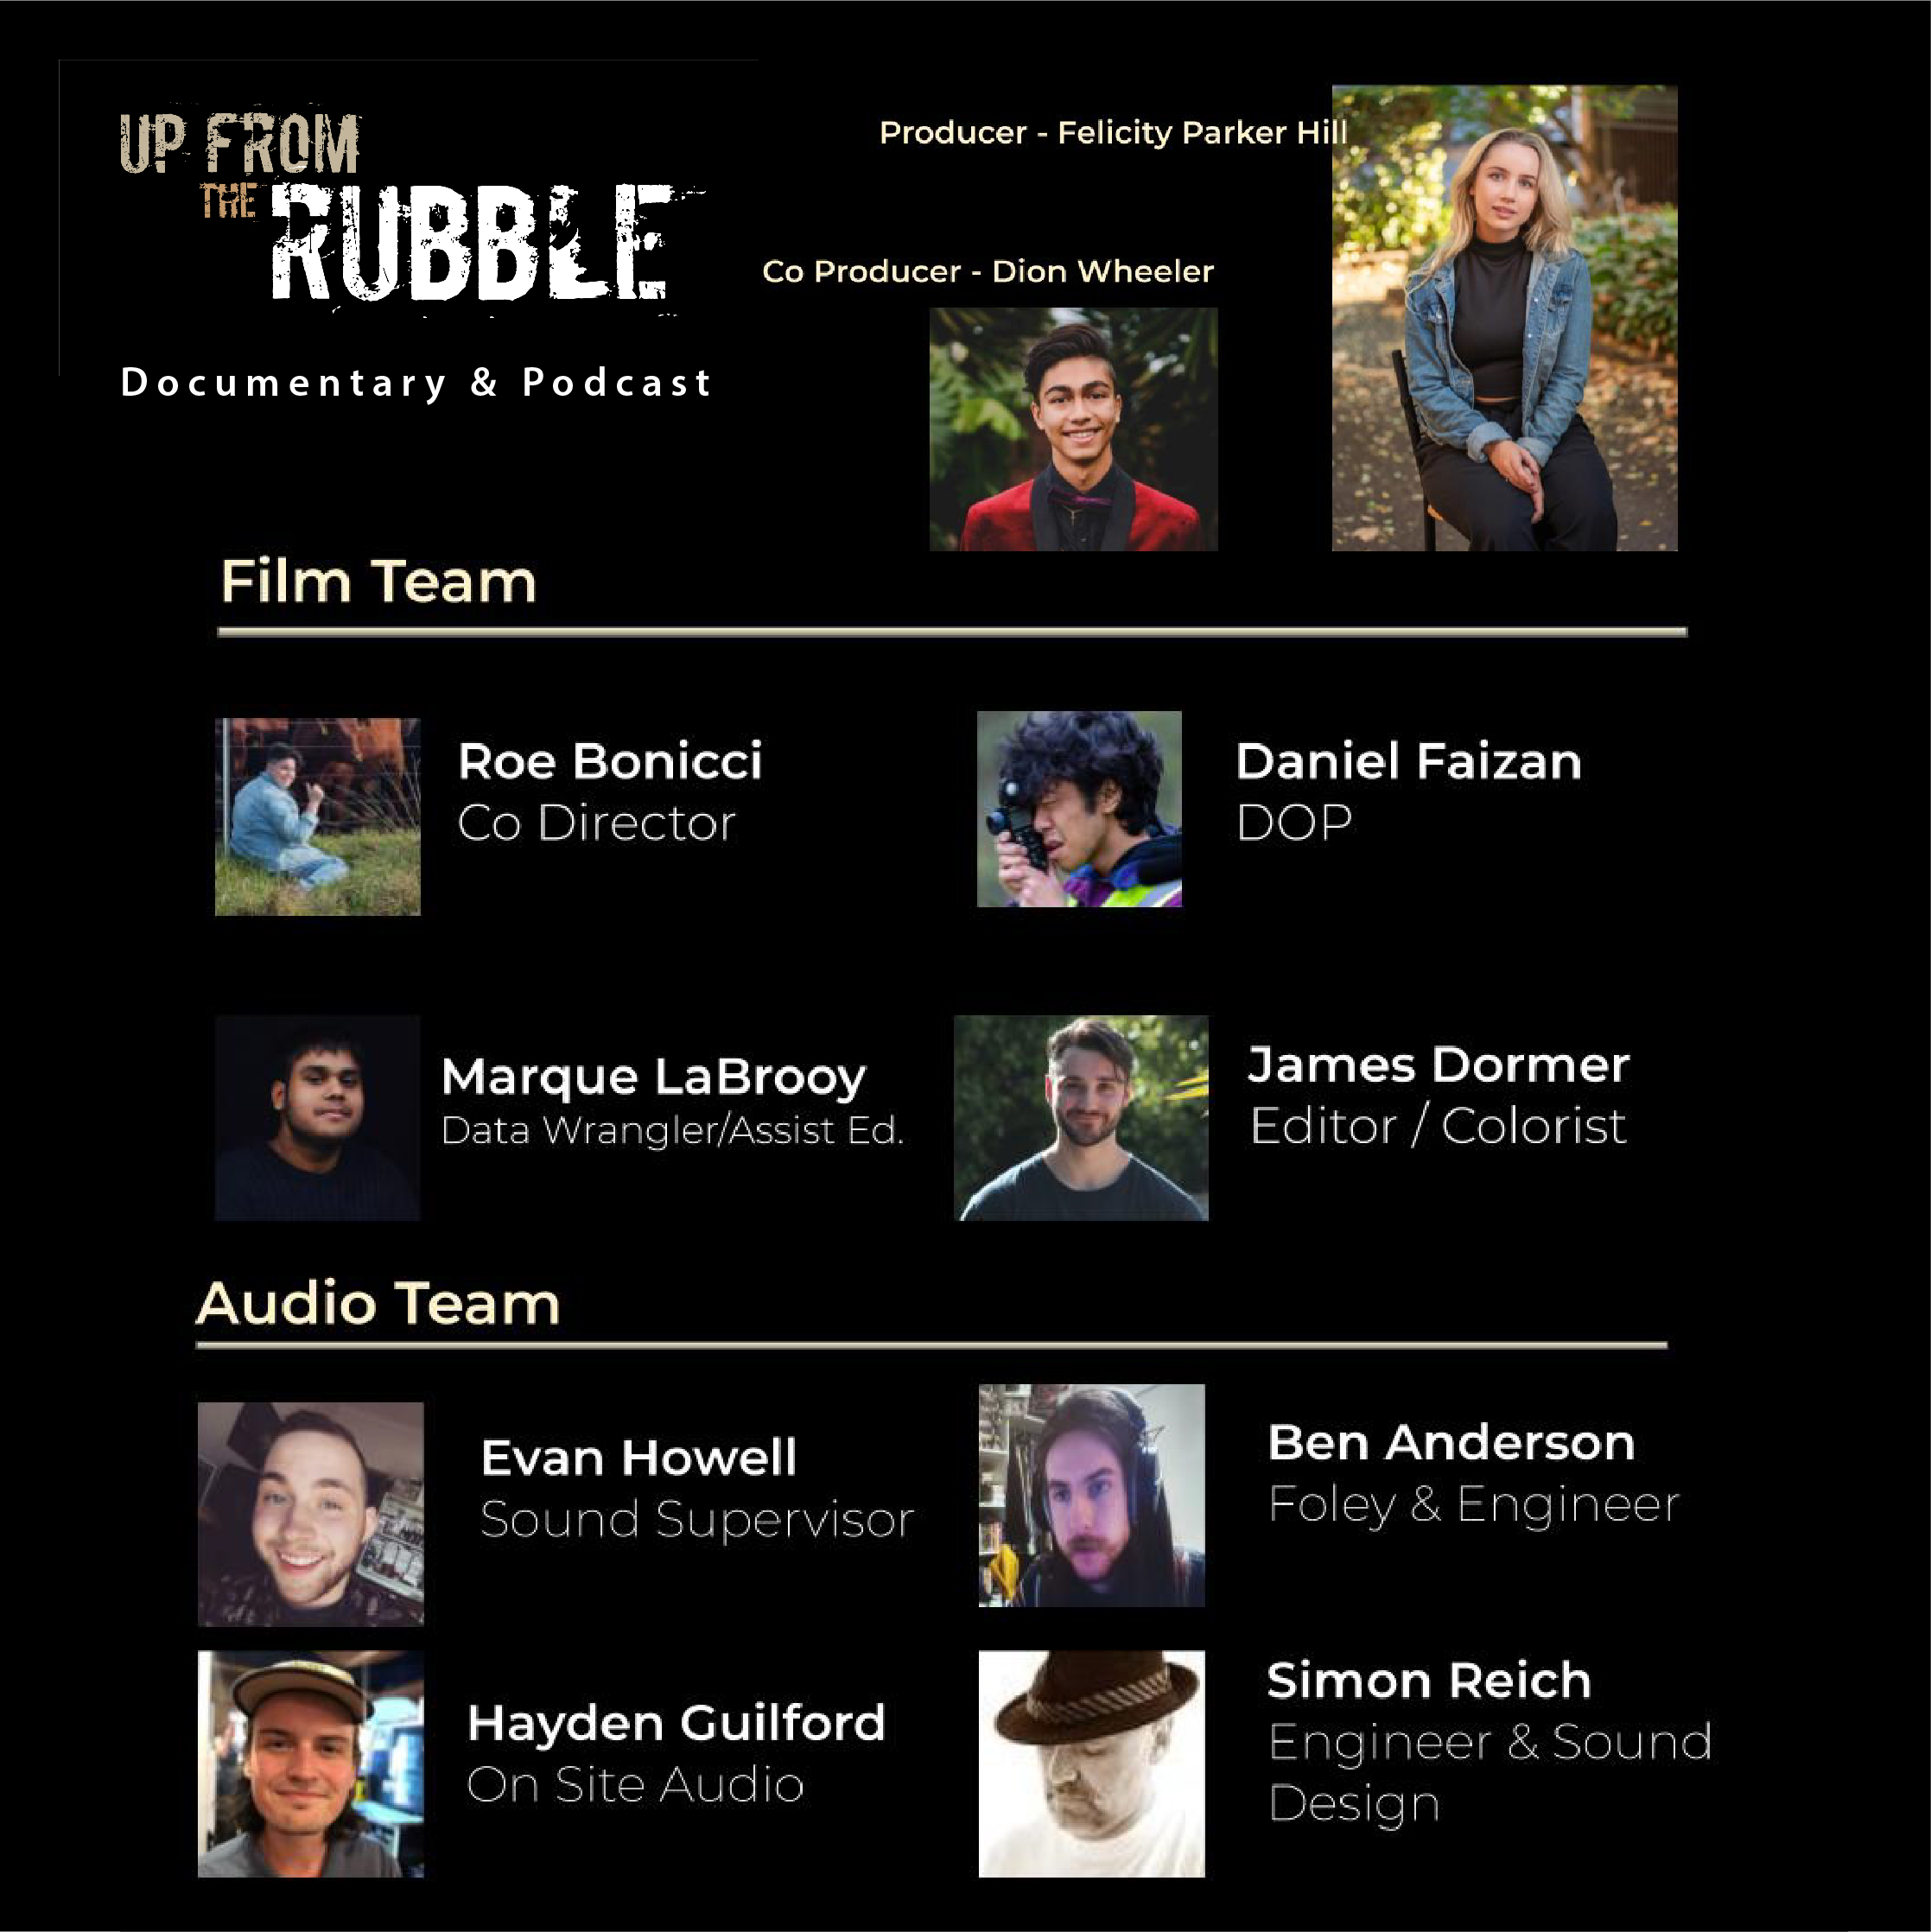 UP FROM
THE RUBBLE
Documentary & Podcast
Producer - Felicity Parker Hill
Co Producer - Dion Wheeler
Film Team
Roe Bonicci
Co Director
Daniel Faizan
DOP
Marque LaBrooy
Data Wrangler/Assist Ed.
James Dormer
Editor / Colorist
Audio Team
Evan Howell
Sound Supervisor
Ben Anderson
Foley & Engineer
Hayden Guilford
On Site Audio
Simon Reich
Engineer & Sound
Design